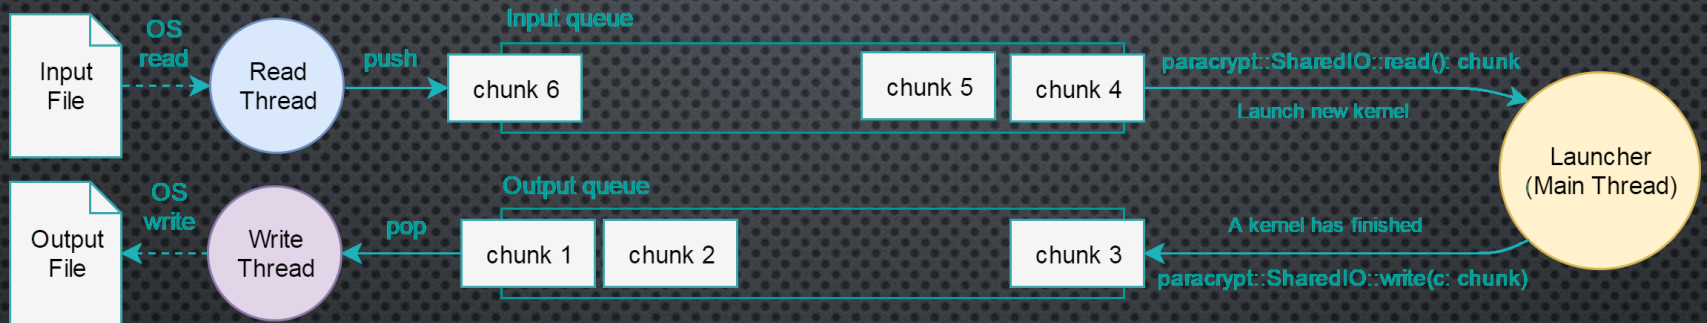 Input
File
OS
read
Read
Thread
push
Input queue
chunk 6
chunk 5
chunk 4
paracrypt::SharedIO::read(): chunk
Launch new kernel
Launcher
(Main Thread)
Output
File
OS
write
Write
Thread
pop
Output queue
chunk 1
chunk 2
chunk 3
A kernel has finished
paracrypt::SharedIO::write(c: chunk)